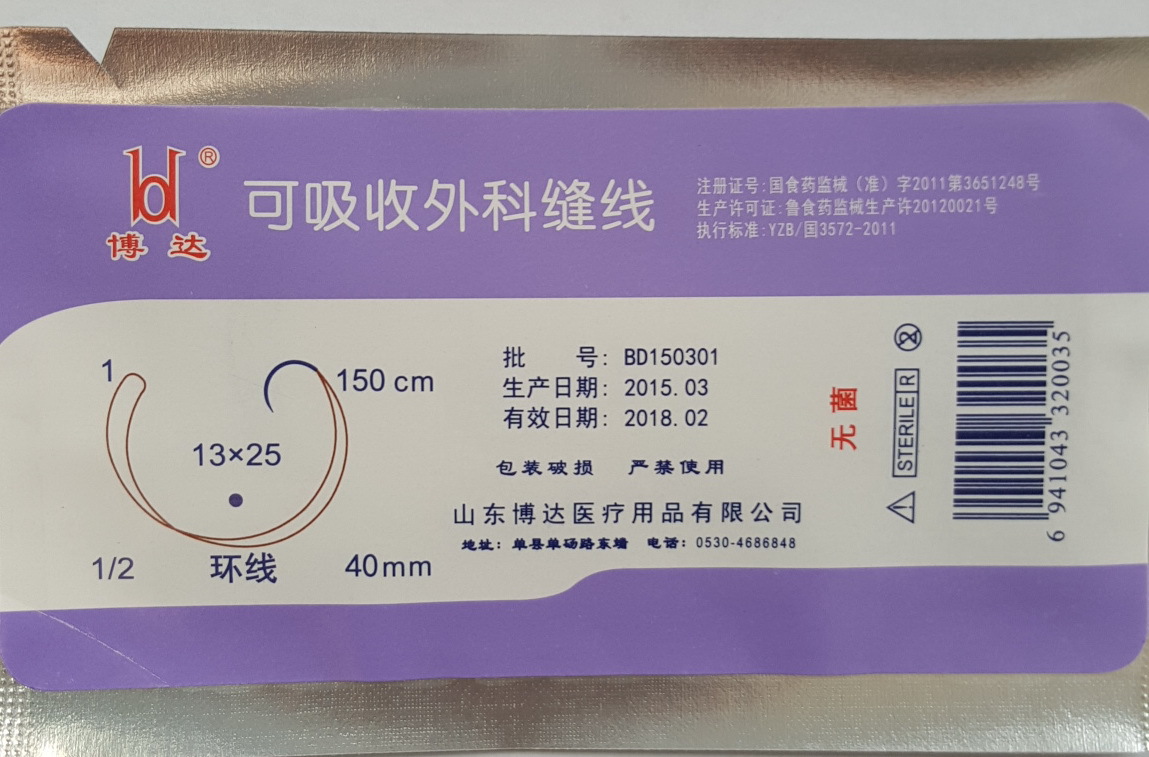 bd®
博达
可吸收外科缝线
注册证号:国食药监械(准)字2011第3651248号
生产许可证:鲁食药监械生产许20120021号
执行标准:YZB/国3572-2011
1
150 cm
13×25
1/2
环线
40mm
批 号: BD150301
生产日期: 2015.03
有效日期: 2018.02
包装破损 严禁使用
山东博达医疗用品有限公司
地址: 单县单砀路东端 电话: 0530-4686848
无菌
2
STERILE R
6 941043 320035